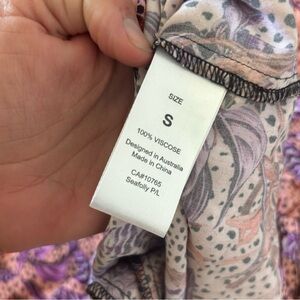 SIZE
S
100% VISCOSE
Designed in Australia
Made in China
CA#10765
Seafolly P/L